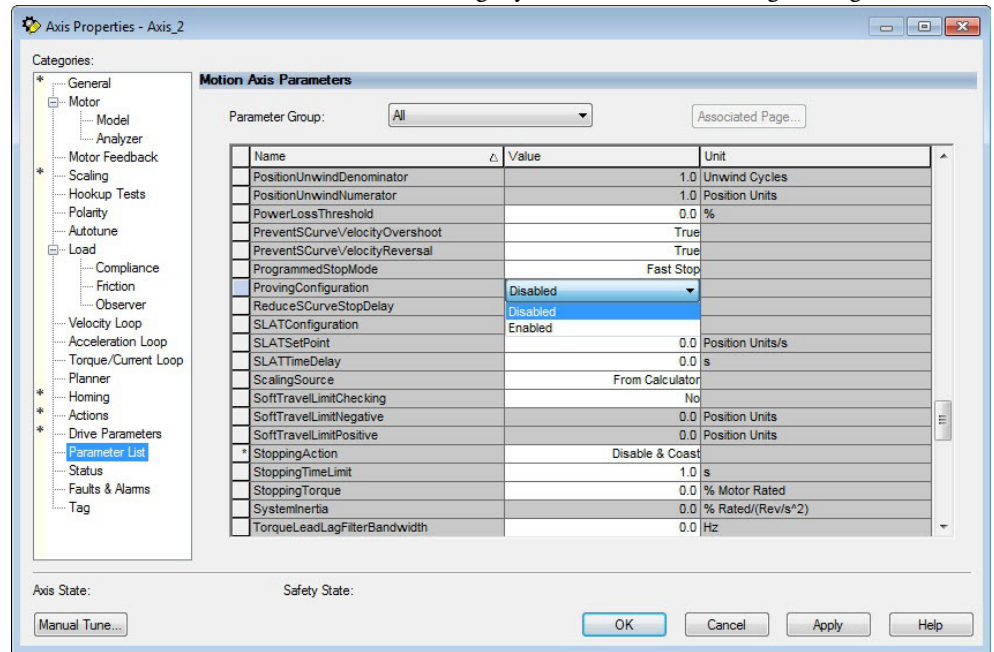 Axis Properties - Axis_2
Categories:
* General
Motor
Model
Analyzer
Motor Feedback
* Scaling
Hookup Tests
Polarity
Autotune
Load
Compliance
Friction
Observer
Velocity Loop
Acceleration Loop
Torque/Current Loop
Planner
* Homing
* Actions
* Drive Parameters
Parameter List
Status
Faults & Alarms
Tag
Motion Axis Parameters
Parameter Group: All Associated Page...
Name Value Unit
PositionUnwindDenominator 1.0 Unwind Cycles
PositionUnwindNumerator 1.0 Position Units
PowerLossThreshold 0.0 %
PreventSCurveVelocityOvershoot True
PreventSCurveVelocityReversal True
ProgrammedStopMode Fast Stop
ProvingConfiguration Disabled
ReduceSCurveStopDelay Disabled
SLATConfiguration Enabled
SLATSetPoint 0.0 Position Units/s
SLATTimeDelay 0.0 s
ScalingSource From Calculator
SoftTravelLimitChecking No
SoftTravelLimitNegative 0.0 Position Units
SoftTravelLimitPositive 0.0 Position Units
* StoppingAction Disable & Coast
StoppingTimeLimit 1.0 s
StoppingTorque 0.0 % Motor Rated
SystemInertia 0.0 % Rated/(Rev/s^2)
TorqueLeadLagFilterBandwidth 0.0 Hz
Axis State: Safety State:
Manual Tune... OK Cancel Apply Help